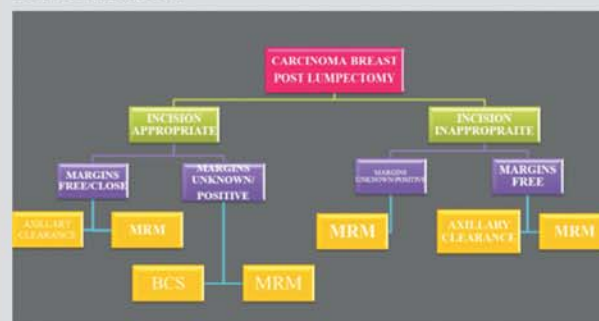 CARCINOMA BREAST
POST LUMPECTOMY
INCISION
APPROPRIATE
INCISION
INAPPROPRAITE
MARGINS
FREE/CLOSE
MARGINS
UNKNOWN/
POSITIVE
MARGINS
UNKNOWN/POSITIVE
MARGINS
FREE
AXILLARY
CLEARANCE
MRM
MRM
AXILLARY
CLEARANCE
MRM
BCS
MRM